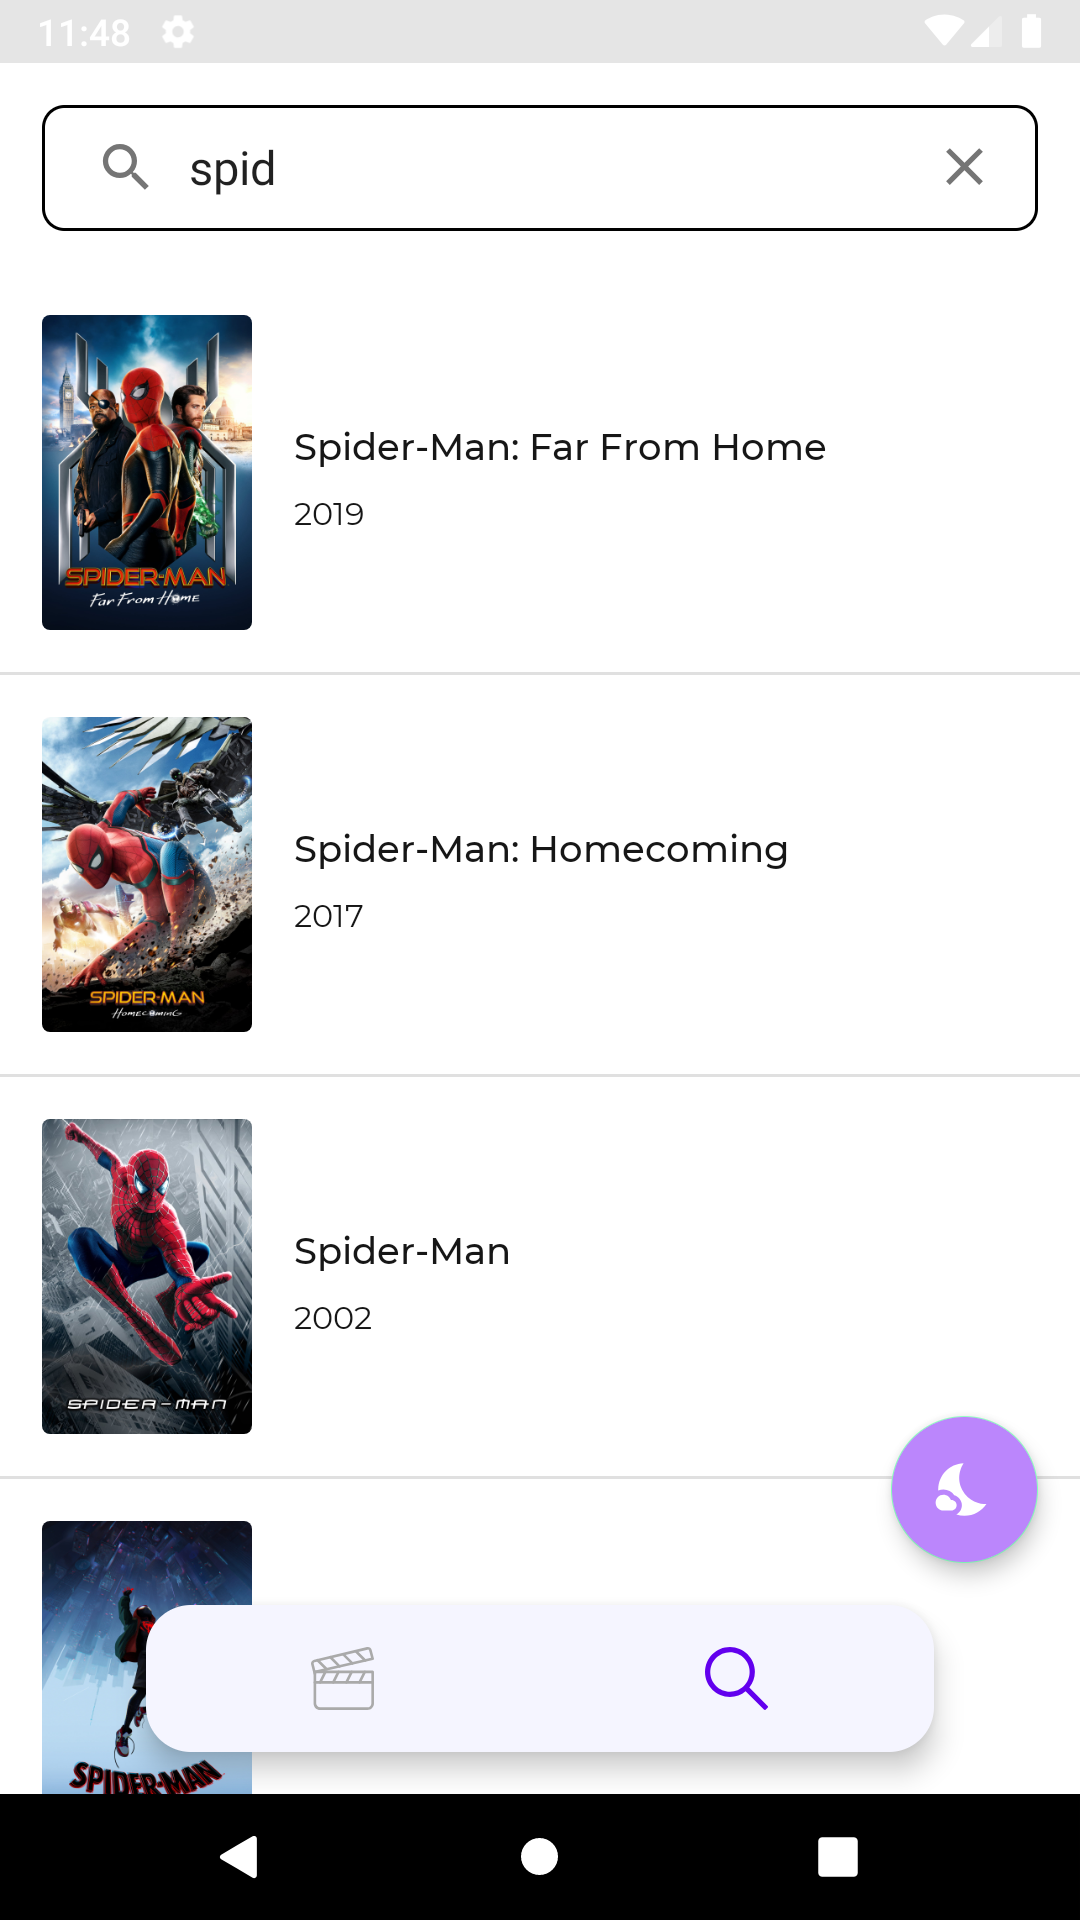 11:48
spid
SPIDER-MAN
Far From Home
Spider-Man: Far From Home
2019
SPIDER-MAN
HOMECOMING
Spider-Man: Homecoming
2017
SPIDER-MAN
Spider-Man
2002
SPIDER-MAN